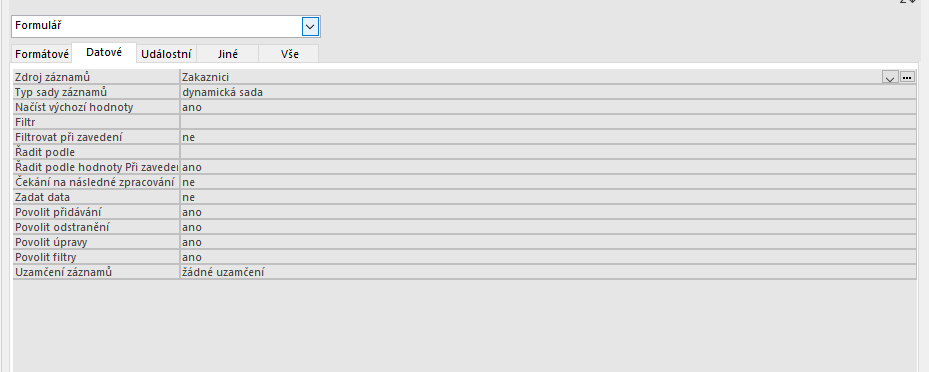 Formulář
Formátové Datové Událostní Jiné Vše
Zdroj záznamů Zakaznici
Typ sady záznamů dynamická sada
Načíst výchozí hodnoty ano
Filtr
Filtrovat při zavedení ne
Řadit podle
Řadit podle hodnoty Při zaveden ano
Čekání na následné zpracování ne
Zadat data ne
Povolit přidávání ano
Povolit odstranění ano
Povolit úpravy ano
Povolit filtry ano
Uzamčení záznamů žádné uzamčení